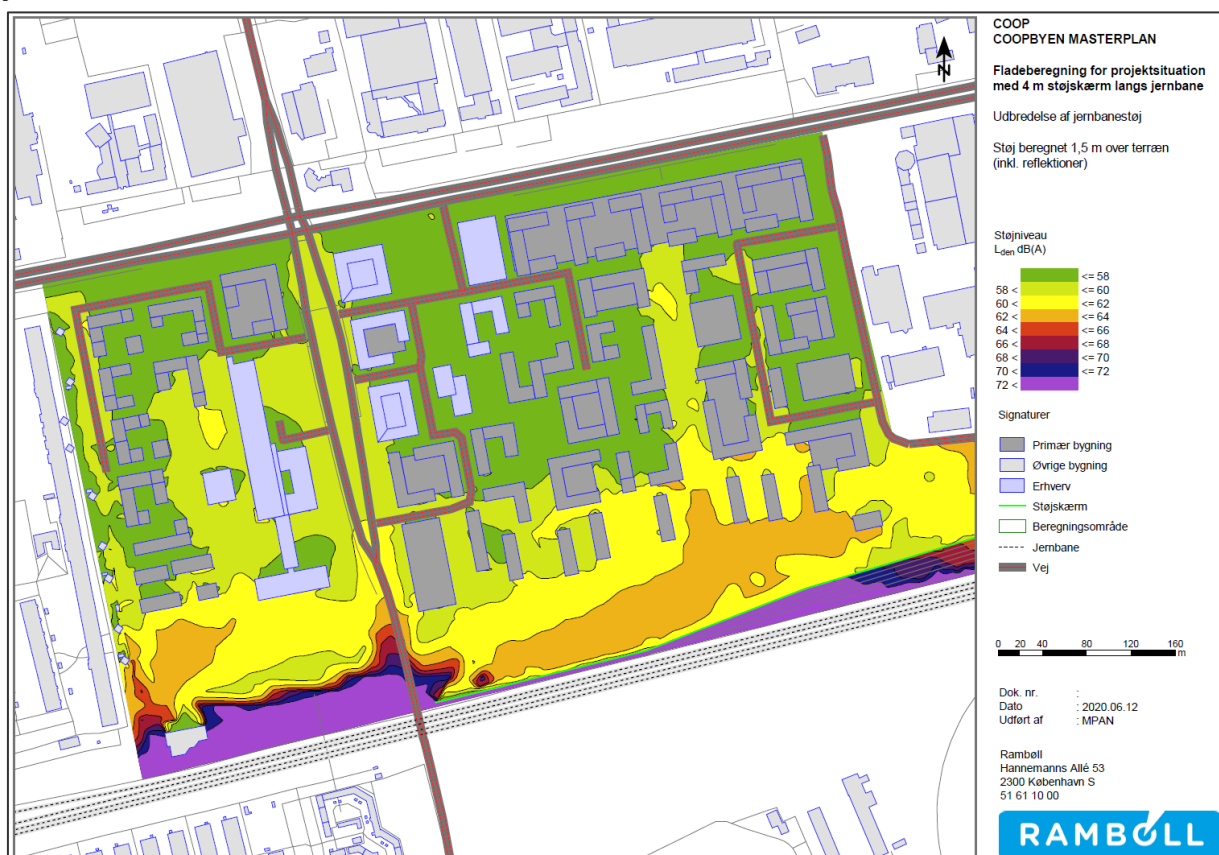 COOP
COOPBYEN MASTERPLAN
Fladeberegning for projektsituation
med 4 m støjskærm langs jernbane
Udbredelse af jernbanestøj
Støj beregnet 1,5 m over terræn
(inkl. reflektioner)
N
Støjniveau
Lden dB(A)
<= 58
58 < <= 60
60 < <= 62
62 < <= 64
64 < <= 66
66 < <= 68
68 < <= 70
70 < <= 72
72 <
Signaturer
Primær bygning
Øvrige bygning
Erhverv
Støjskærm
Beregningsområde
Jernbane
Vej
0 20 40 80 120 160
m
Dok. nr. :
Dato : 2020.06.12
Udført af : MPAN
Rambøll
Hannemanns Allé 53
2300 København S
51 61 10 00
RAMBOLL